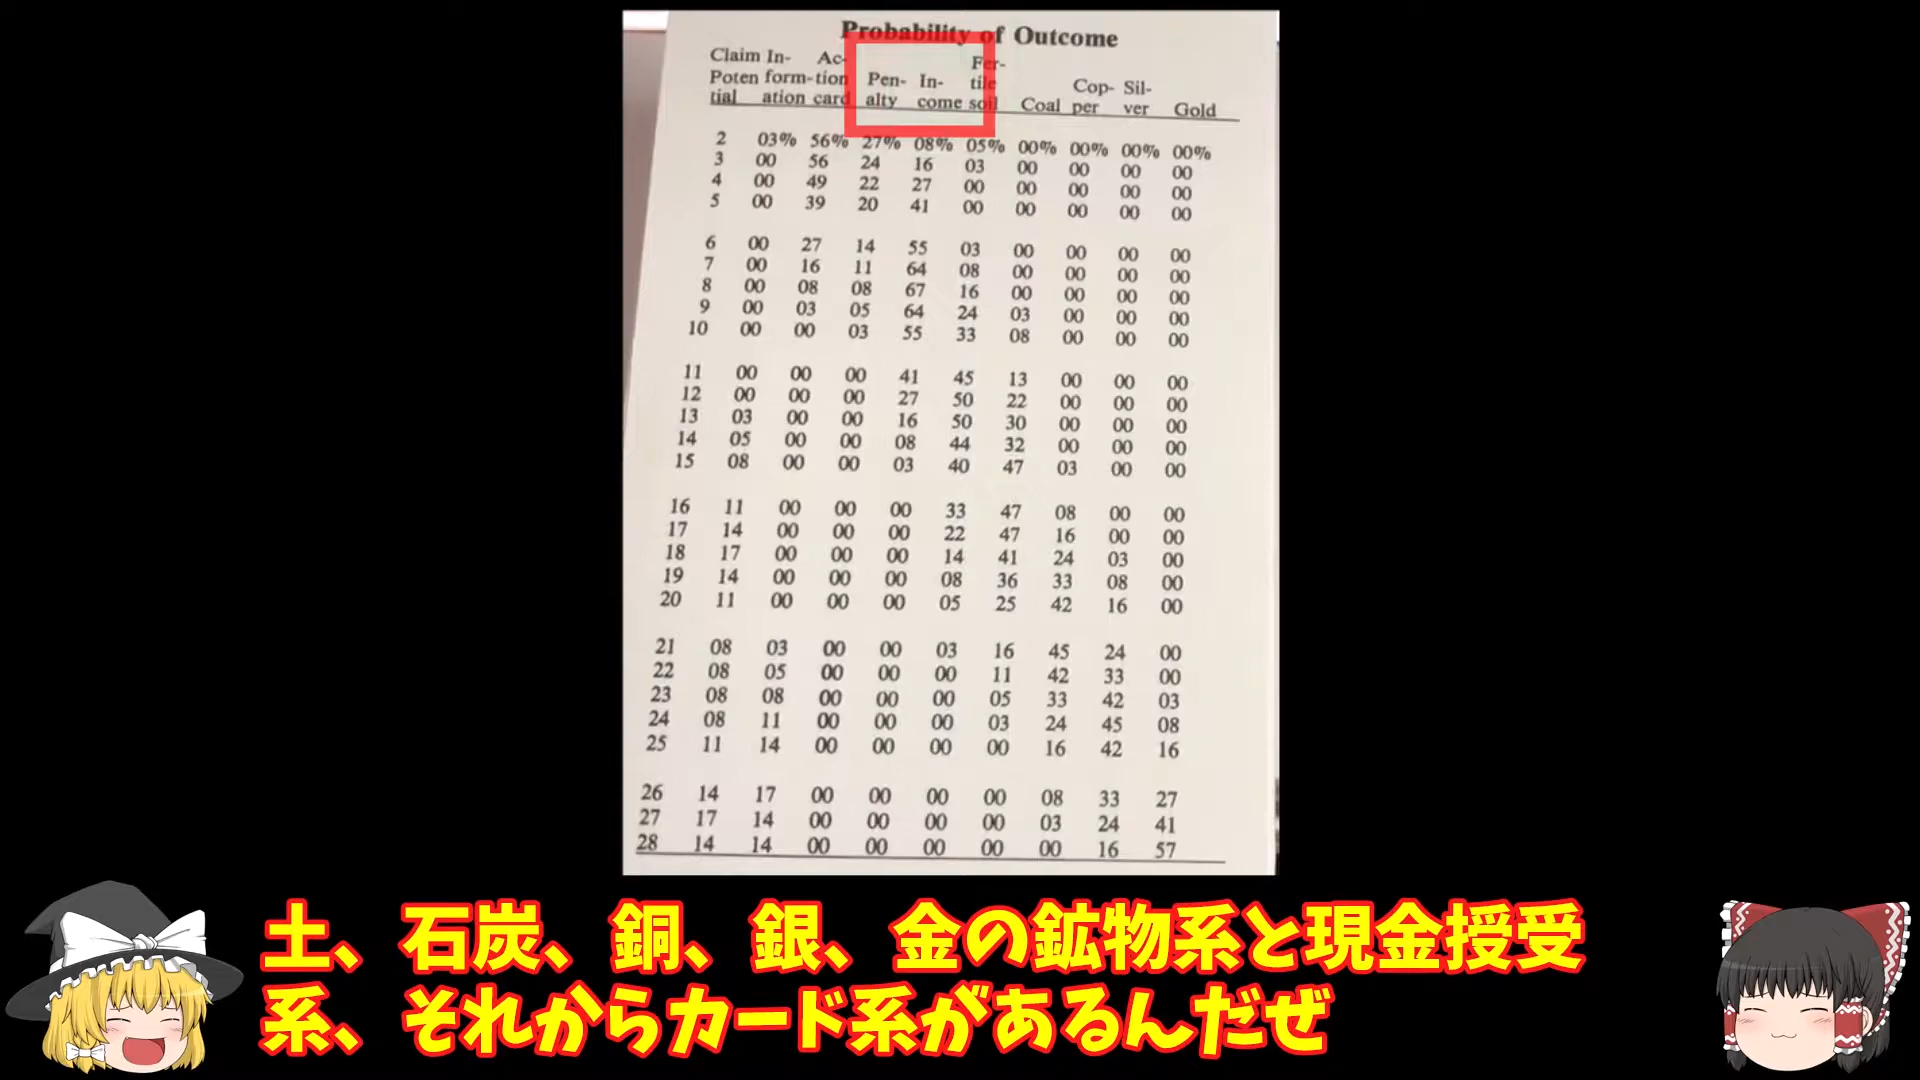 Probability of Outcome
Claim In- Ac- Fer-
Poten form-tion Pen- In- tile Cop- Sil-
tial ation card alty come soil Coal per ver Gold
2 03% 56% 27% 08% 05% 00% 00% 00% 00%
3 00 56 24 16 03 00 00 00 00
4 00 49 22 27 00 00 00 00 00
5 00 39 20 41 00 00 00 00 00
6 00 27 14 55 03 00 00 00 00
7 00 16 11 64 08 00 00 00 00
8 00 08 08 67 16 00 00 00 00
9 00 03 05 64 24 03 00 00 00
10 00 00 03 55 33 08 00 00 00
11 00 00 00 41 45 13 00 00 00
12 00 00 00 27 50 22 00 00 00
13 03 00 00 16 50 30 00 00 00
14 05 00 00 08 44 32 00 00 00
15 08 00 00 03 40 47 03 00 00
16 11 00 00 00 33 47 08 00 00
17 14 00 00 00 22 47 16 00 00
18 17 00 00 00 14 41 24 03 00
19 14 00 00 00 08 36 33 08 00
20 11 00 00 00 05 25 42 16 00
21 08 03 00 00 03 16 45 24 00
22 08 05 00 00 00 11 42 33 00
23 08 08 00 00 00 05 33 42 03
24 08 11 00 00 00 03 24 45 08
25 11 14 00 00 00 00 16 42 16
26 14 17 00 00 00 00 08 33 27
27 17 14 00 00 00 00 03 24 41
28 14 14 00 00 00 00 00 16 57
土、石炭、銅、銀、金の鉱物系と現金授受
系、それからカード系があるんだぜ